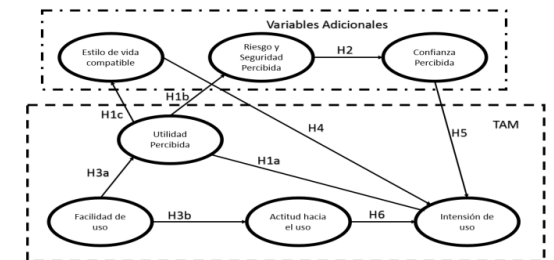 Variables Adicionales
Estilo de vida
compatible
Riesgo y
Seguridad
Percibida
H2
Confianza
Percibida
H1c
H1b
H4
H5
TAM
Utilidad
Percibida
H1a
H3a
Facilidad de
uso
H3b
Actitud hacia
el uso
H6
Intensión de
uso